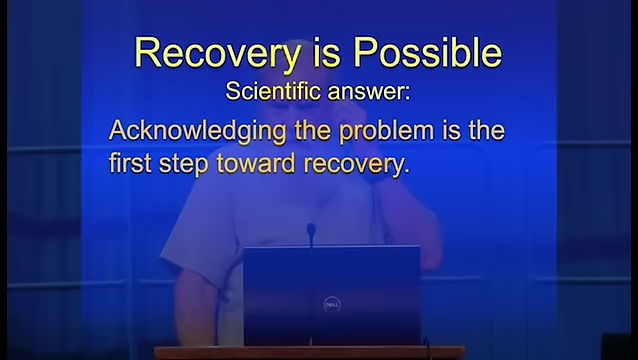 Recovery is Possible
Scientific answer:
Acknowledging the problem is the
first step toward recovery.
DELL